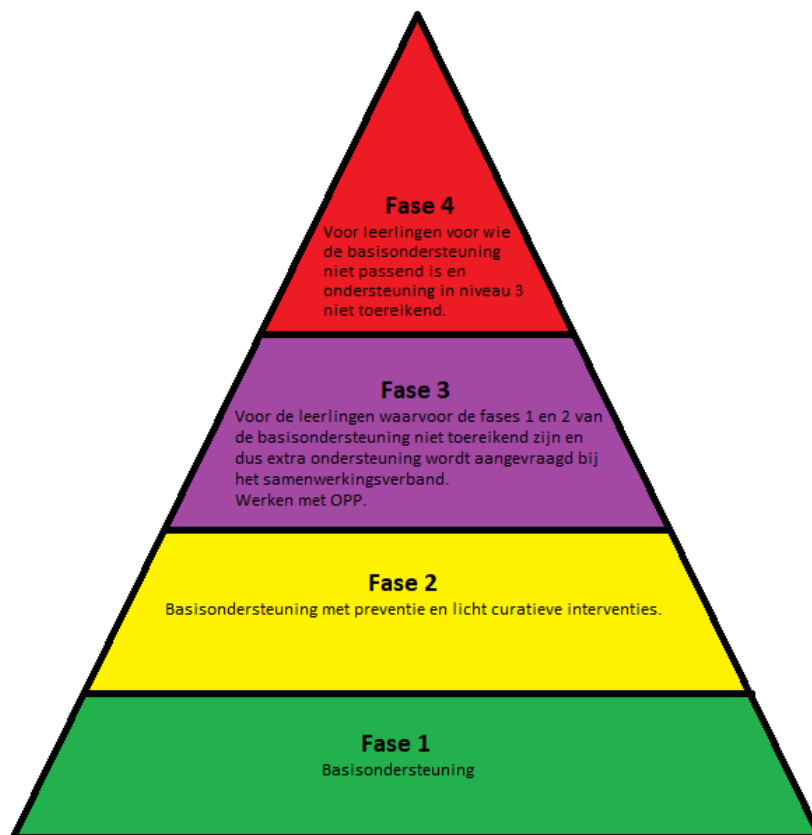 Fase 4
Voor leerlingen voor wie
de basisondersteuning
niet passend is en
ondersteuning in niveau 3
niet toereikend.
Fase 3
Voor de leerlingen waarvoor de fases 1 en 2 van
de basisondersteuning niet toereikend zijn en
dus extra ondersteuning wordt aangevraagd bij
het samenwerkingsverband.
Werken met OPP.
Fase 2
Basisondersteuning met preventie en licht curatieve interventies.
Fase 1
Basisondersteuning